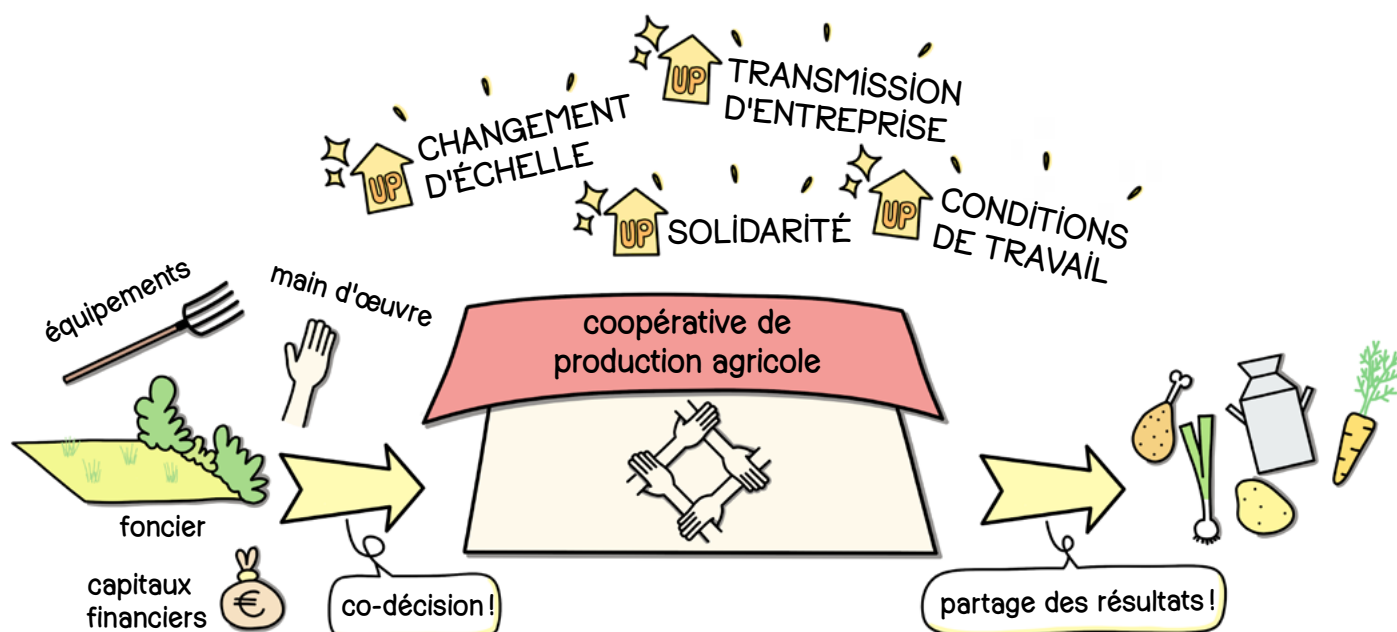 UP
TRANSMISSION
D'ENTREPRISE
UP
CHANGEMENT
D'ÉCHELLE
UP
SOLIDARITÉ
UP
CONDITIONS
DE TRAVAIL
équipements
main d'œuvre
foncier
capitaux
financiers
€
co-décision !
coopérative de
production agricole
partage des résultats !